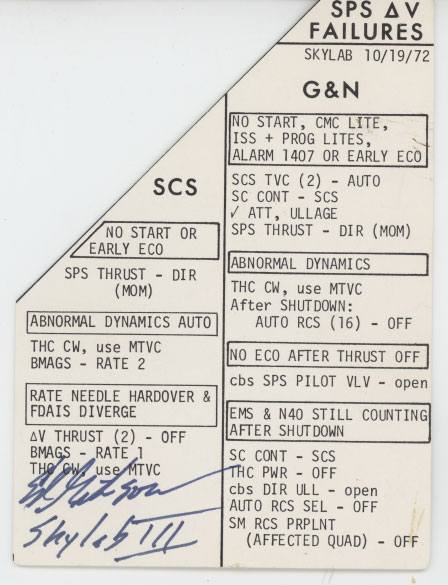 SPS ΔV
FAILURES
SKYLAB 10/19/72
SCS
NO START OR
EARLY ECO
SPS THRUST - DIR
(MOM)
ABNORMAL DYNAMICS AUTO
THC CW, use MTVC
BMAGS - RATE 2
RATE NEEDLE HARDOVER &
FDAIS DIVERGE
ΔV THRUST (2) - OFF
BMAGS - RATE 1
THC CW, use MTVC
Ed Gibson
Skylab III
G&N
NO START, CMC LITE,
ISS + PROG LITES,
ALARM 1407 OR EARLY ECO
SCS TVC (2) - AUTO
SC CONT - SCS
✓ ATT, ULLAGE
SPS THRUST - DIR (MOM)
ABNORMAL DYNAMICS
THC CW, use MTVC
After SHUTDOWN:
AUTO RCS (16) - OFF
NO ECO AFTER THRUST OFF
cbs SPS PILOT VLV - open
EMS & N40 STILL COUNTING
AFTER SHUTDOWN
SC CONT - SCS
THC PWR - OFF
cbs DIR ULL - open
AUTO RCS SEL - OFF
SM RCS PRPLNT
(AFFECTED QUAD) - OFF